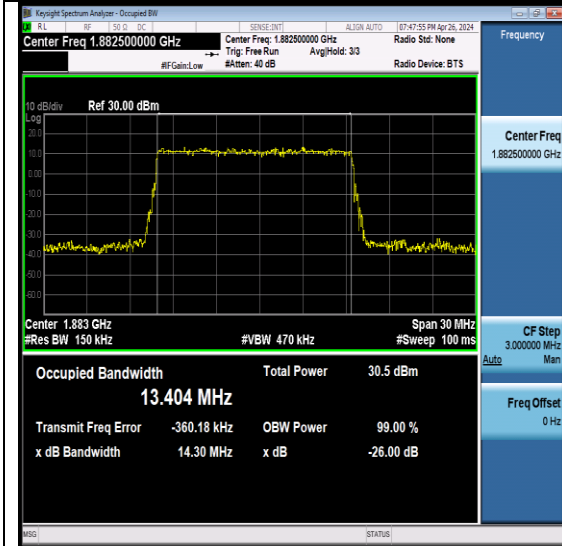 Keysight Spectrum Analyzer - Occupied BW
RL RF 50 Ω DC SENSE:INT ALIGN AUTO 07:47:55 PM Apr 26, 2024
Center Freq 1.882500000 GHz Center Freq: 1.882500000 GHz Radio Std: None
Trig: Free Run Avg|Hold: 3/3
#IFGain:Low #Atten: 40 dB Radio Device: BTS
10 dB/div Ref 30.00 dBm
Log
20.0
10.0
0.00
-10.0
-20.0
-30.0
-40.0
-50.0
-60.0
Center 1.883 GHz Span 30 MHz
#Res BW 150 kHz #VBW 470 kHz #Sweep 100 ms
Occupied Bandwidth Total Power 30.5 dBm
13.404 MHz
Transmit Freq Error -360.18 kHz OBW Power 99.00 %
x dB Bandwidth 14.30 MHz x dB -26.00 dB
MSG STATUS
Frequency
Center Freq
1.882500000 GHz
CF Step
3.000000 MHz
Auto Man
Freq Offset
0 Hz